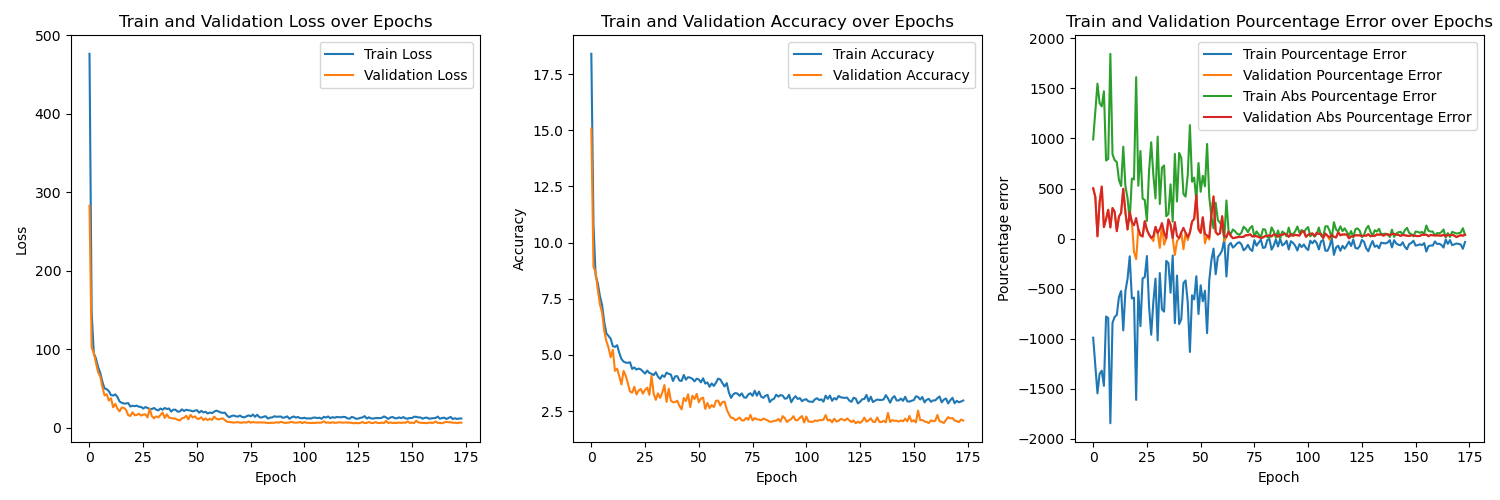 Train and Validation Loss over Epochs
500
400
300
200
100
0
Loss
0 25 50 75 100 125 150 175
Epoch
Train Loss
Validation Loss
Train and Validation Accuracy over Epochs
17.5
15.0
12.5
10.0
7.5
5.0
2.5
Accuracy
0 25 50 75 100 125 150 175
Epoch
Train Accuracy
Validation Accuracy
Train and Validation Pourcentage Error over Epochs
2000
1500
1000
500
0
−500
−1000
−1500
−2000
Pourcentage error
0 25 50 75 100 125 150 175
Epoch
Train Pourcentage Error
Validation Pourcentage Error
Train Abs Pourcentage Error
Validation Abs Pourcentage Error